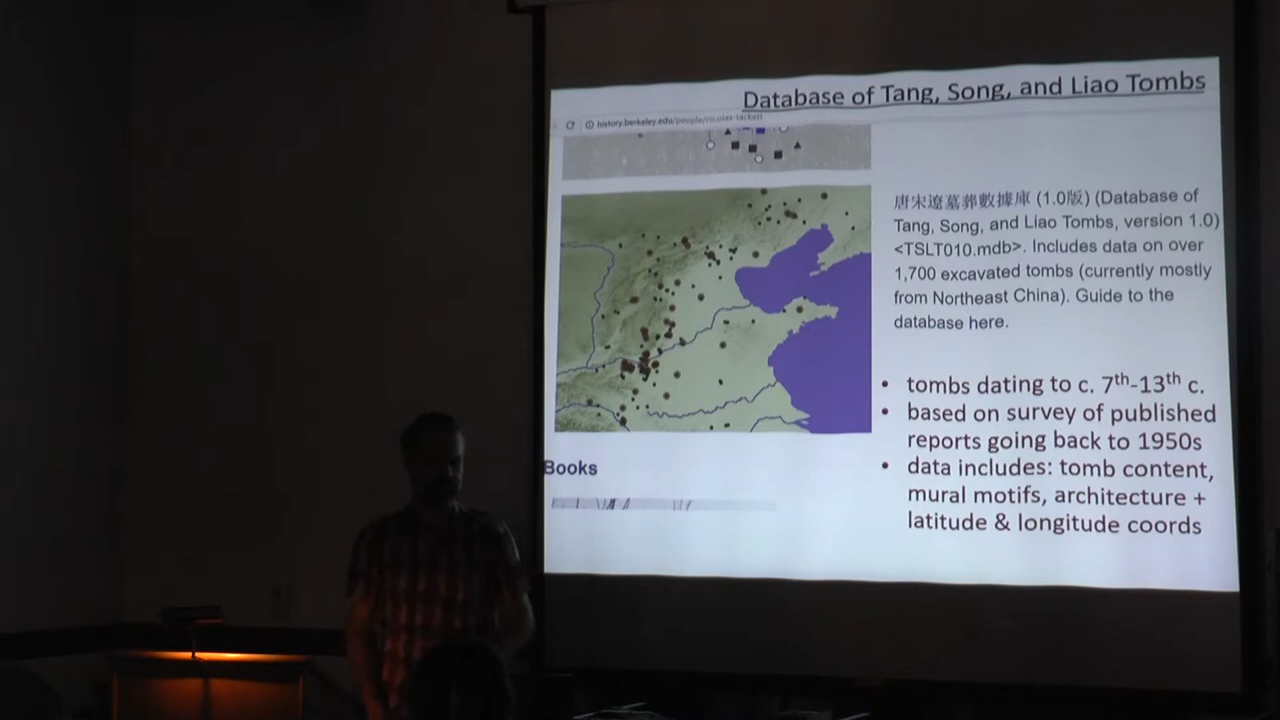 Database of Tang, Song, and Liao Tombs
history.berkeley.edu/people/nicolas-tackett
唐宋遼墓葬數據庫 (1.0版) (Database of
Tang, Song, and Liao Tombs, version 1.0)
<TSLT010.mdb>. Includes data on over
1,700 excavated tombs (currently mostly
from Northeast China). Guide to the
database here.
• tombs dating to c. 7th-13th c.
• based on survey of published
reports going back to 1950s
• data includes: tomb content,
mural motifs, architecture +
latitude & longitude coords
Books